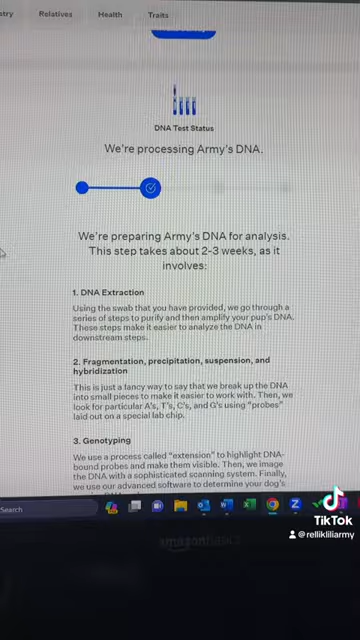 Relatives Health Traits
DNA Test Status
We're processing Army's DNA.
We're preparing Army's DNA for analysis.
This step takes about 2-3 weeks, as it
involves:
1. DNA Extraction
Using the swab that you have provided, we go through a
series of steps to purify and then amplify your pup's DNA.
These steps make it easier to analyze the DNA in
downstream steps.
2. Fragmentation, precipitation, suspension, and
hybridization
This is just a fancy way to say that we break up the DNA
into small pieces to make it easier to work with. Then, we
look for particular A's, T's, C's, and G's using "probes"
laid out on a special lab chip.
3. Genotyping
We use a process called "extension" to highlight DNA-
bound probes and make them visible. Then, we image
the DNA with a sophisticated scanning system. Finally,
we use our advanced software to determine your dog's
Search
TikTok
@rellikliliarmy
amazonbasics